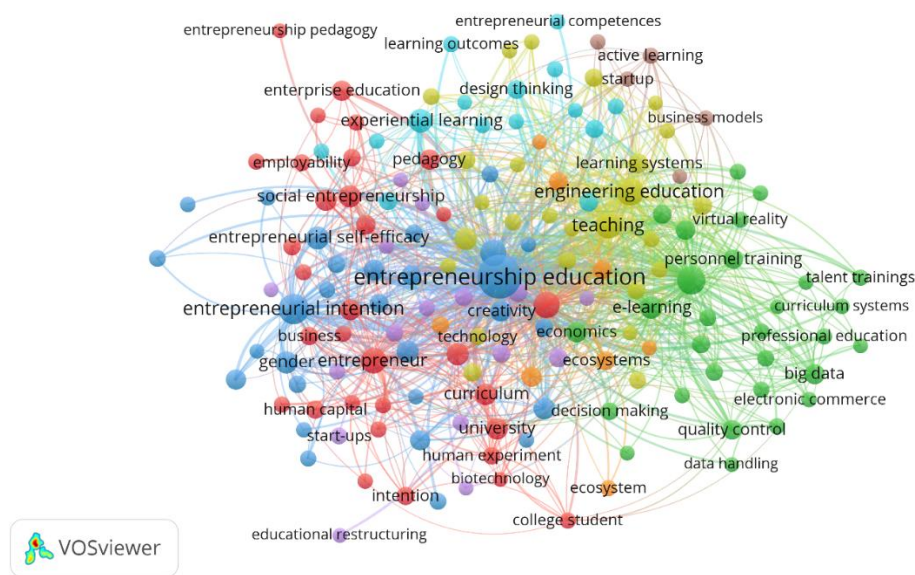 entrepreneurial competences
entrepreneurship pedagogy
learning outcomes
active learning
startup
design thinking
enterprise education
business models
experiential learning
pedagogy
learning systems
employability
engineering education
social entrepreneurship
virtual reality
teaching
entrepreneurial self-efficacy
personnel training
entrepreneurship education
talent trainings
entrepreneurial intention
creativity
e-learning
curriculum systems
business
technology
economics
professional education
gender
entrepreneur
ecosystems
big data
curriculum
electronic commerce
human capital
decision making
start-ups
university
quality control
human experiment
data handling
biotechnology
intention
ecosystem
college student
educational restructuring
VOSviewer